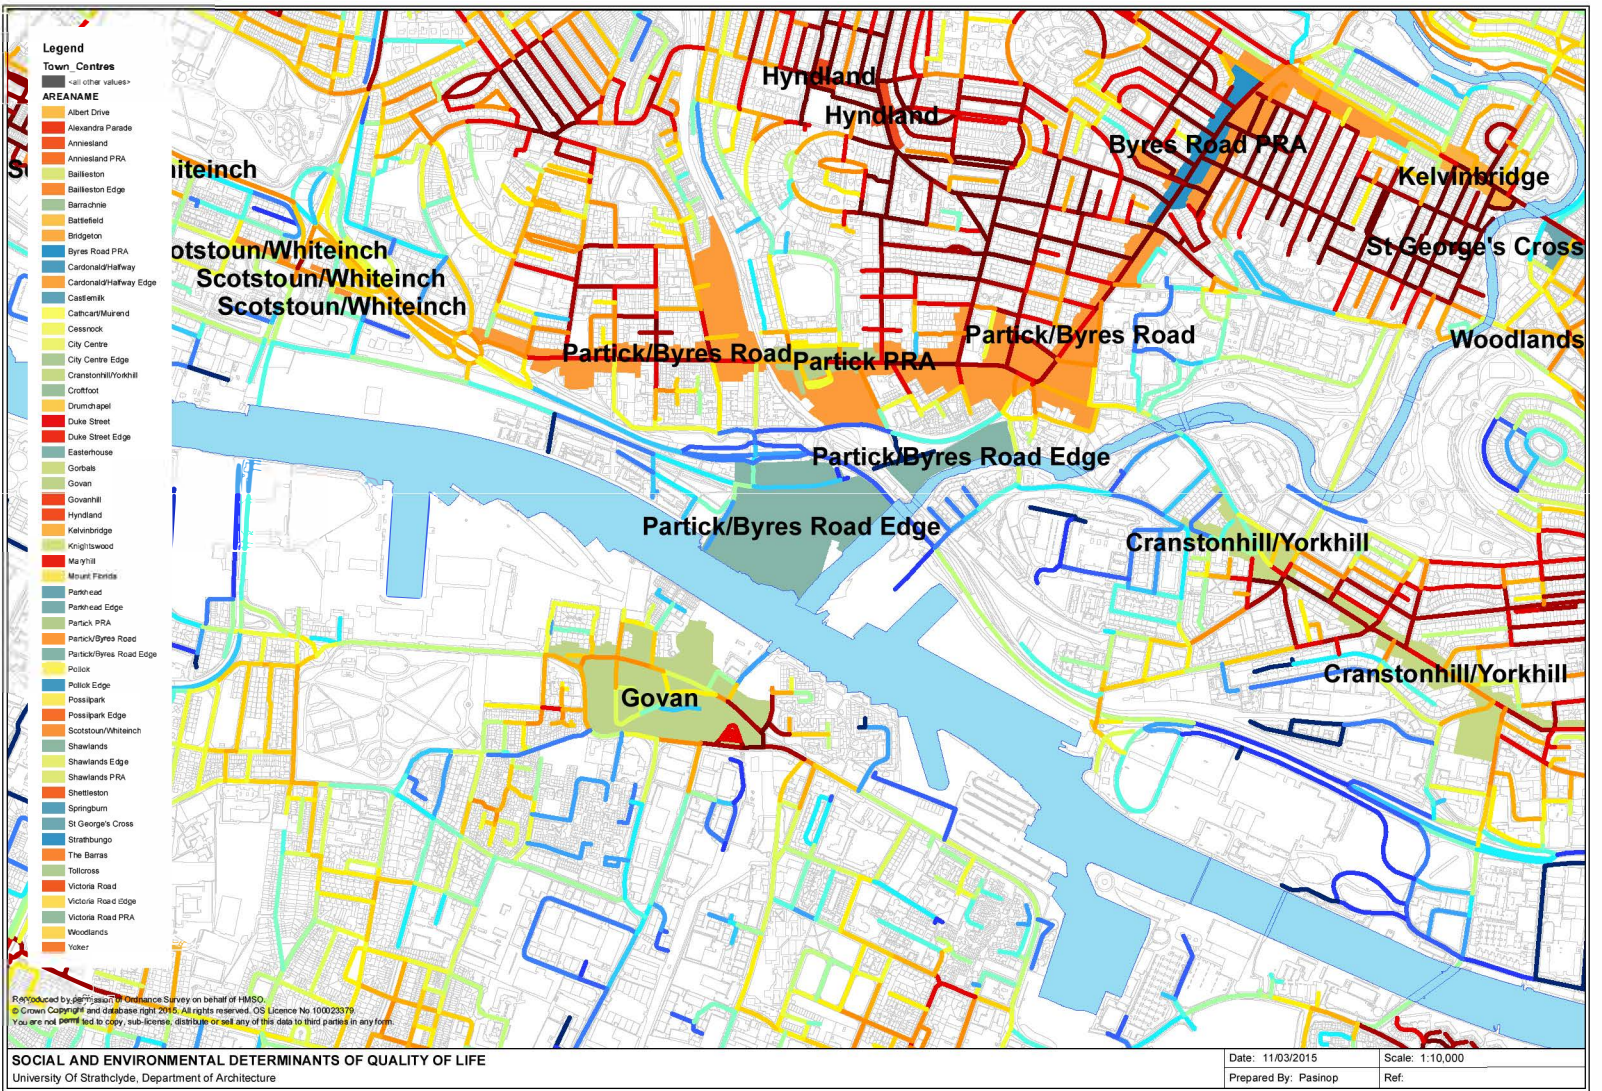 Legend
Town_Centres
<all other values>
AREANAME
Albert Drive
Alexandra Parade
Anniesland
Anniesland PRA
Baillieston
Baillieston Edge
Barrachnie
Battlefield
Bridgeton
Byres Road PRA
Cardonald/Halfway
Cardonald/Halfway Edge
Castlemilk
Cathcart/Muirend
Cessnock
City Centre
City Centre Edge
Cranstonhill/Yorkhill
Croftfoot
Drumchapel
Duke Street
Duke Street Edge
Easterhouse
Gorbals
Govan
Govanhill
Hyndland
Kelvinbridge
Knightswood
Maryhill
Mount Florida
Parkhead
Parkhead Edge
Partick PRA
Partick/Byres Road
Partick/Byres Road Edge
Pollok
Pollok Edge
Possilpark
Possilpark Edge
Scotstoun/Whiteinch
Shawlands
Shawlands Edge
Shawlands PRA
Shettleston
Springburn
St George's Cross
Strathbungo
The Barras
Tollcross
Victoria Road
Victoria Road Edge
Victoria Road PRA
Woodlands
Yoker
Hyndland
Hyndland
Byres Road PRA
Kelvinbridge
iteinch
St George's Cross
otstoun/Whiteinch
Scotstoun/Whiteinch
Scotstoun/Whiteinch
Partick/Byres Road
Woodlands
Partick/Byres Road
Partick PRA
Partick/Byres Road Edge
Partick/Byres Road Edge
Cranstonhill/Yorkhill
Cranstonhill/Yorkhill
Govan
Reproduced by permission of Ordnance Survey on behalf of HMSO.
© Crown Copyright and database right 2015. All rights reserved. OS Licence No.100023379.
You are not permitted to copy, sub-license, distribute or sell any of this data to third parties in any form.
SOCIAL AND ENVIRONMENTAL DETERMINANTS OF QUALITY OF LIFE
University Of Strathclyde, Department of Architecture
Date: 11/03/2015
Scale: 1:10,000
Prepared By: Pasinop
Ref: